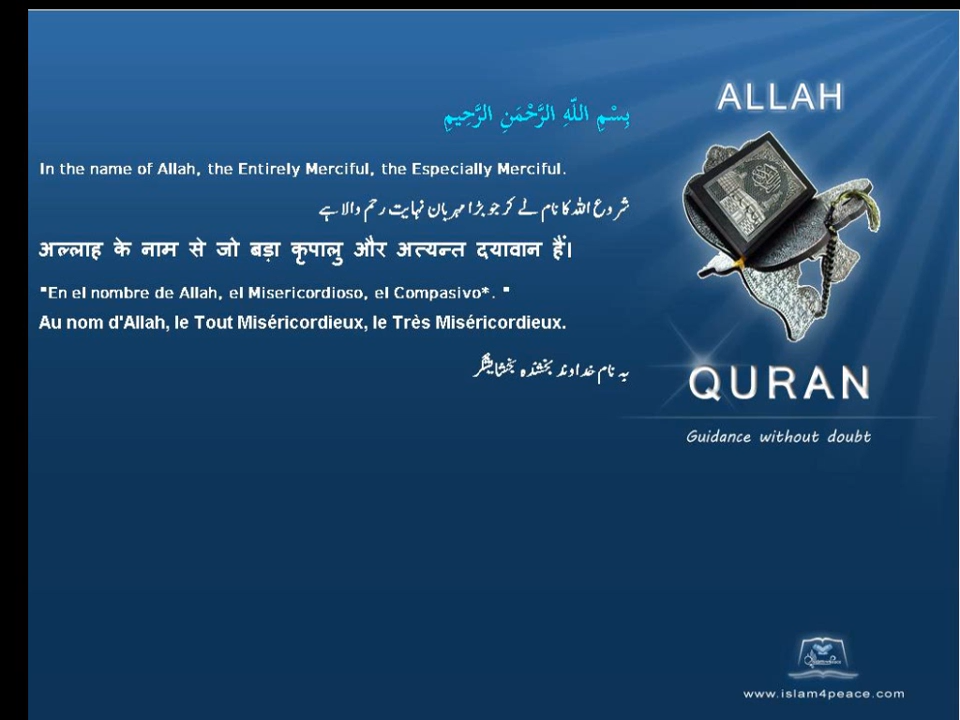 بِسْمِ اللّهِ الرَّحْمَنِ الرَّحِيمِ
In the name of Allah, the Entirely Merciful, the Especially Merciful.
شروع الله کا نام لے کر جو بڑا مہربان نہایت رحم والا ہے
अल्लाह के नाम से जो बड़ा कृपालु और अत्यन्त दयावान हैं।
"En el nombre de Allah, el Misericordioso, el Compasivo*. "
Au nom d'Allah, le Tout Miséricordieux, le Très Miséricordieux.
به نام خداوند بخشنده بخشایشگر
ALLAH
QURAN
Guidance without doubt
www.islam4peace.com